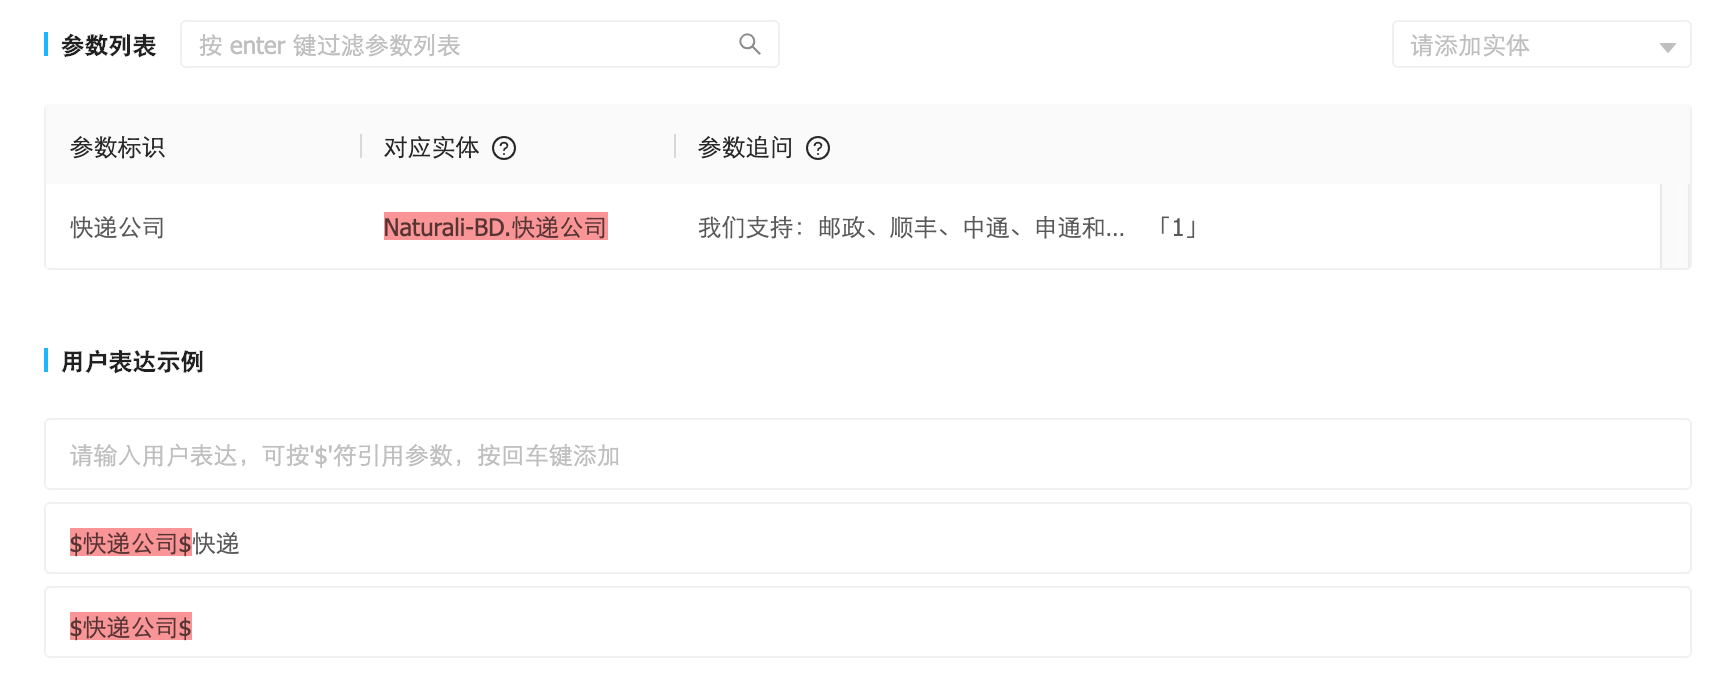 参数列表 按 enter 键过滤参数列表 请添加实体
参数标识 对应实体 ? 参数追问 ?
快递公司 Naturali-BD.快递公司 我们支持：邮政、顺丰、中通、申通和... 「1」
用户表达示例
请输入用户表达，可按'$'符引用参数，按回车键添加
$快递公司$快递
$快递公司$